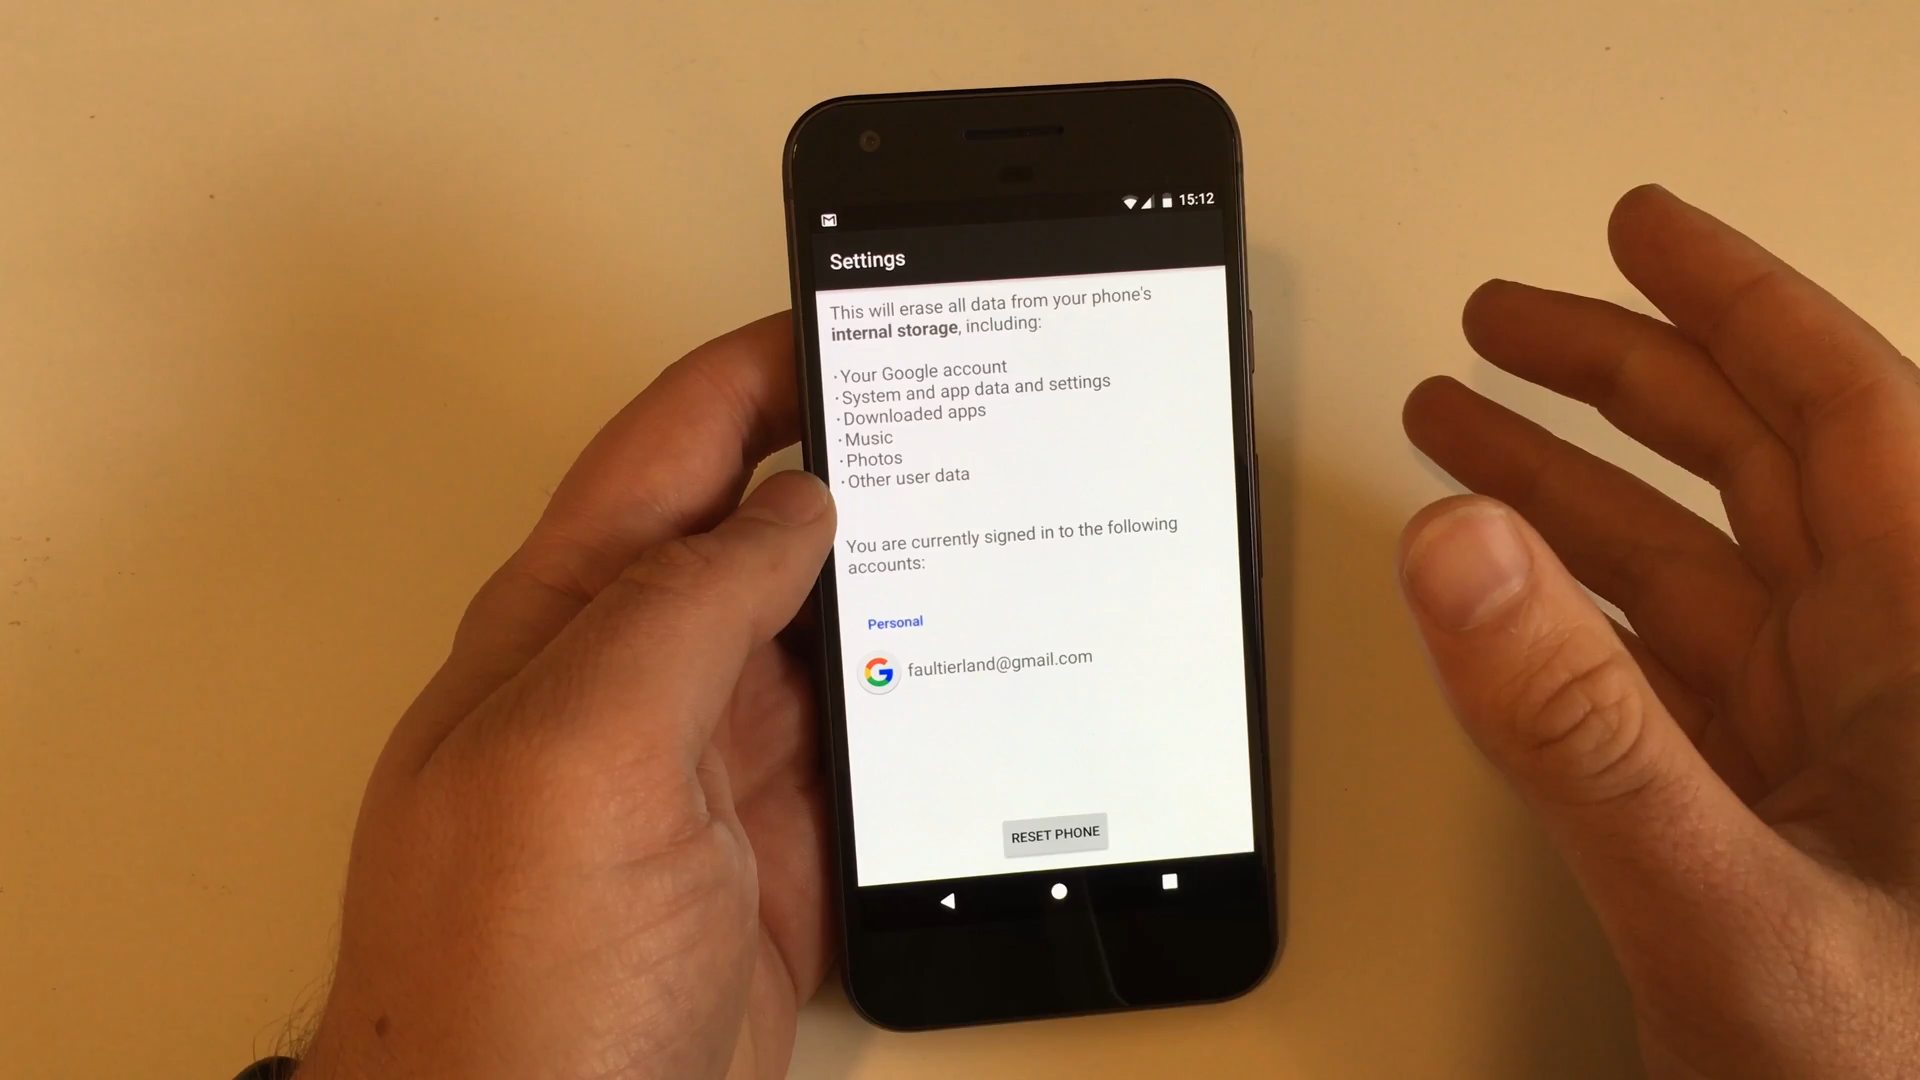 15:12
Settings
This will erase all data from your phone's
internal storage, including:
· Your Google account
· System and app data and settings
· Downloaded apps
· Music
· Photos
· Other user data
You are currently signed in to the following
accounts:
Personal
faultierland@gmail.com
RESET PHONE